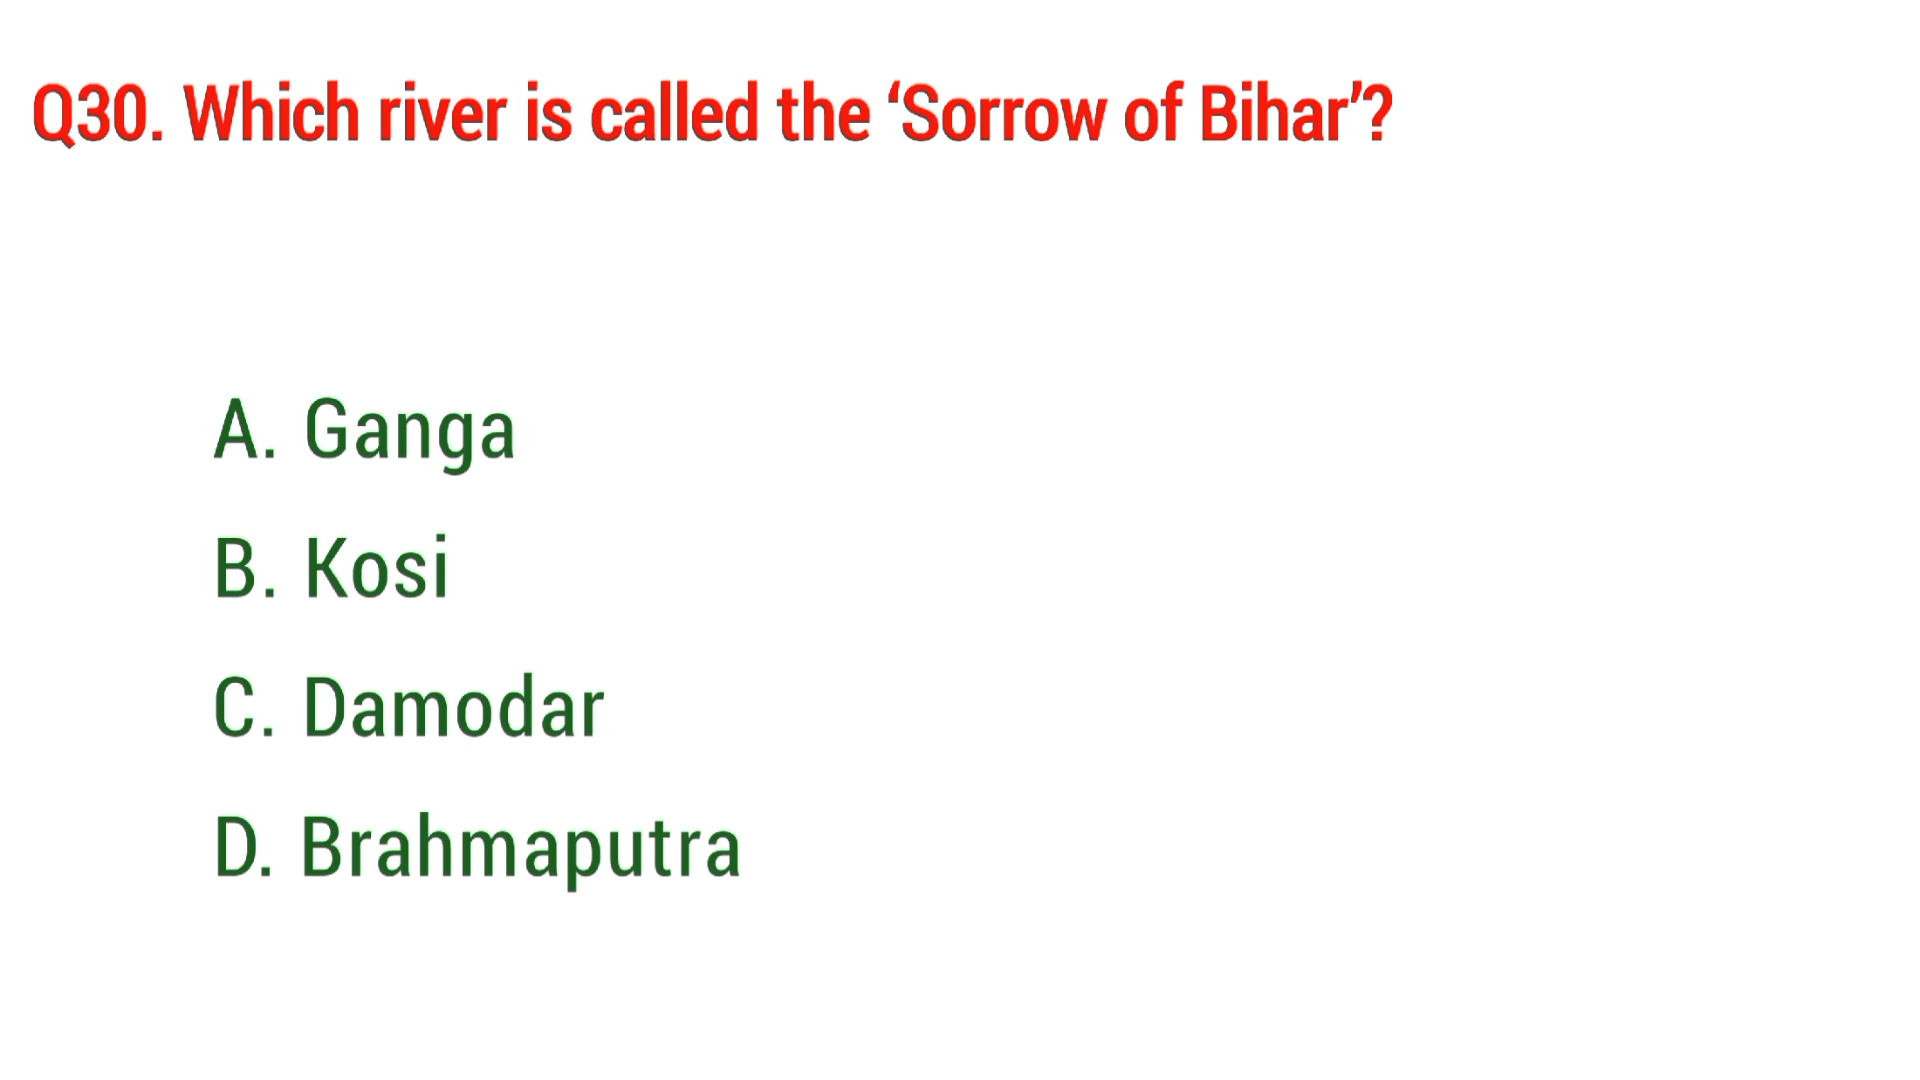 Q30. Which river is called the ‘Sorrow of Bihar’?
A. Ganga
B. Kosi
C. Damodar
D. Brahmaputra